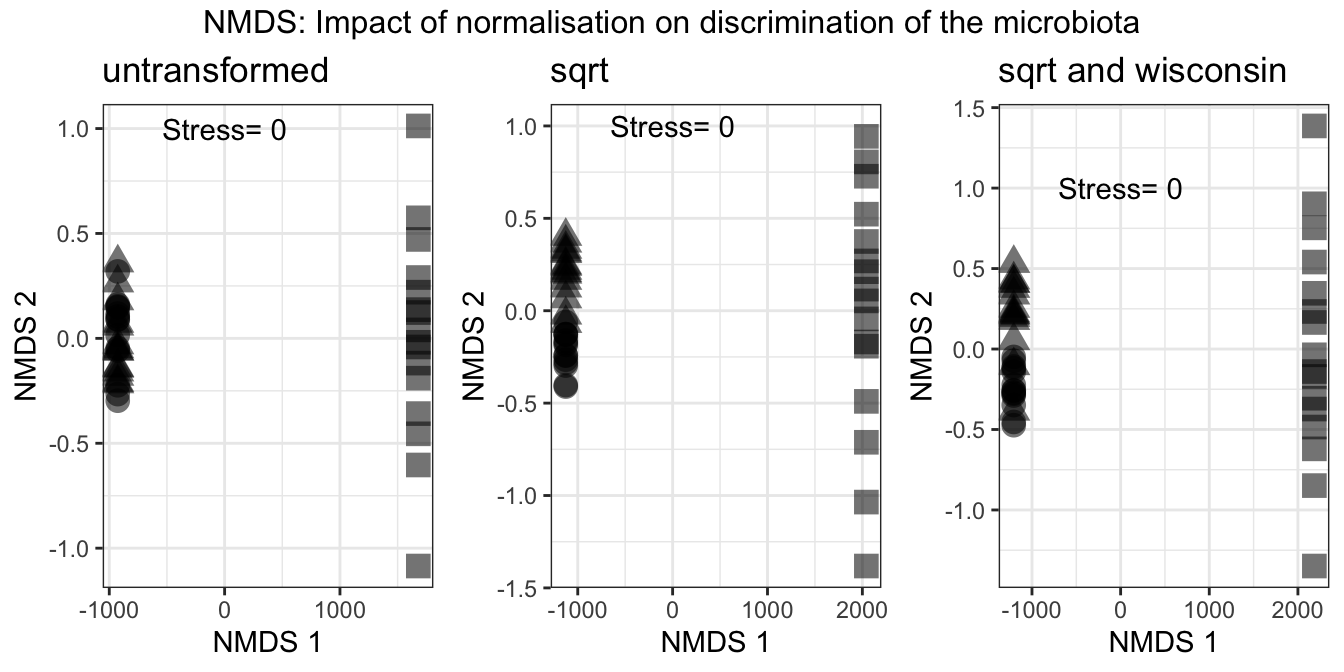 NMDS: Impact of normalisation on discrimination of the microbiota
untransformed
Stress= 0
1.0
0.5
0.0
-0.5
-1.0
NMDS 2
-1000 0 1000
NMDS 1
sqrt
Stress= 0
1.0
0.5
0.0
-0.5
-1.0
-1.5
NMDS 2
-1000 0 1000 2000
NMDS 1
sqrt and wisconsin
1.5
Stress= 0
1.0
0.5
0.0
-0.5
-1.0
NMDS 2
-1000 0 1000 2000
NMDS 1